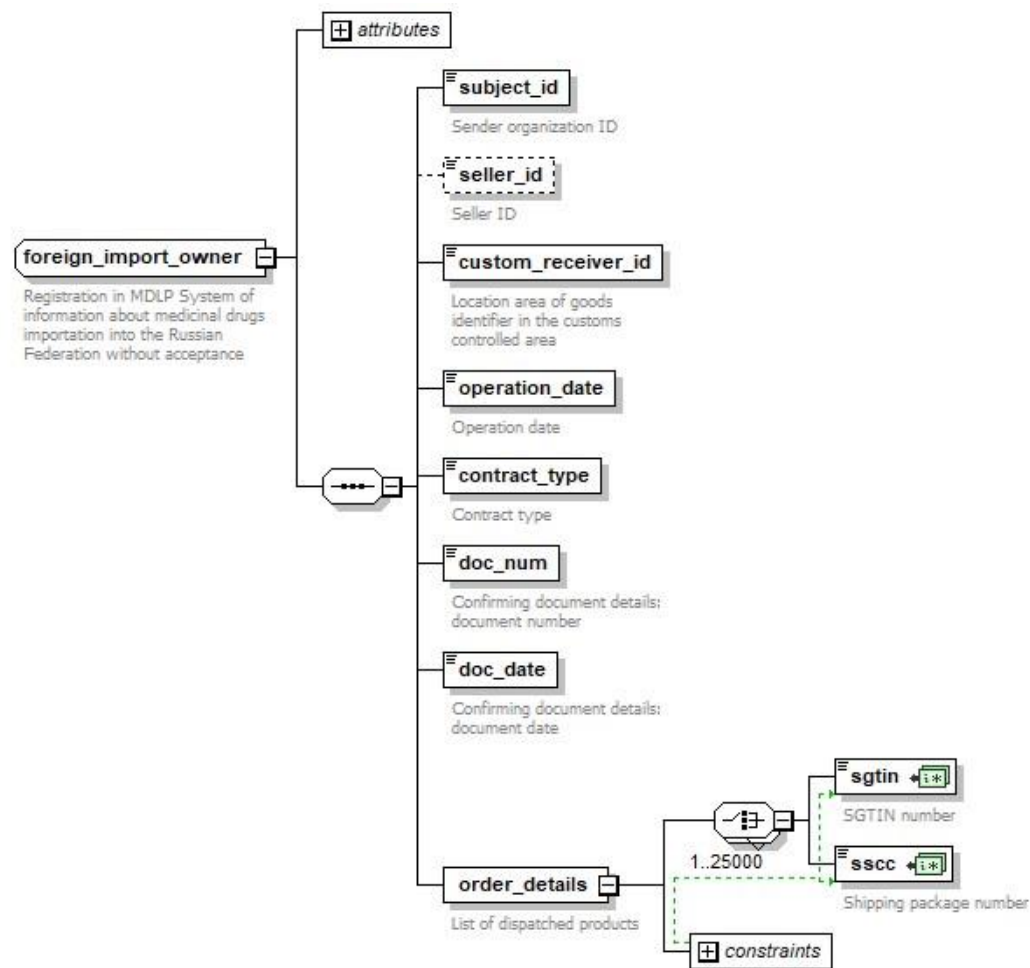 attributes
subject_id
Sender organization ID
seller_id
Seller ID
foreign_import_owner
Registration in MDLP System of
information about medicinal drugs
importation into the Russian
Federation without acceptance
custom_receiver_id
Location area of goods
identifier in the customs
controlled area
operation_date
Operation date
contract_type
Contract type
doc_num
Confirming document details:
document number
doc_date
Confirming document details:
document date
order_details
List of dispatched products
1..25000
sgtin
SGTIN number
sscc
Shipping package number
constraints